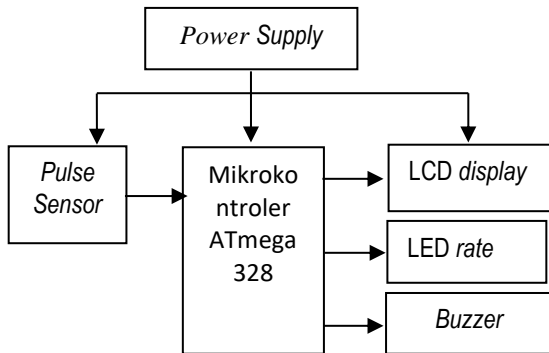 Power Supply
Pulse
Sensor
Mikroko
ntroler
ATmega
328
LCD display
LED rate
Buzzer